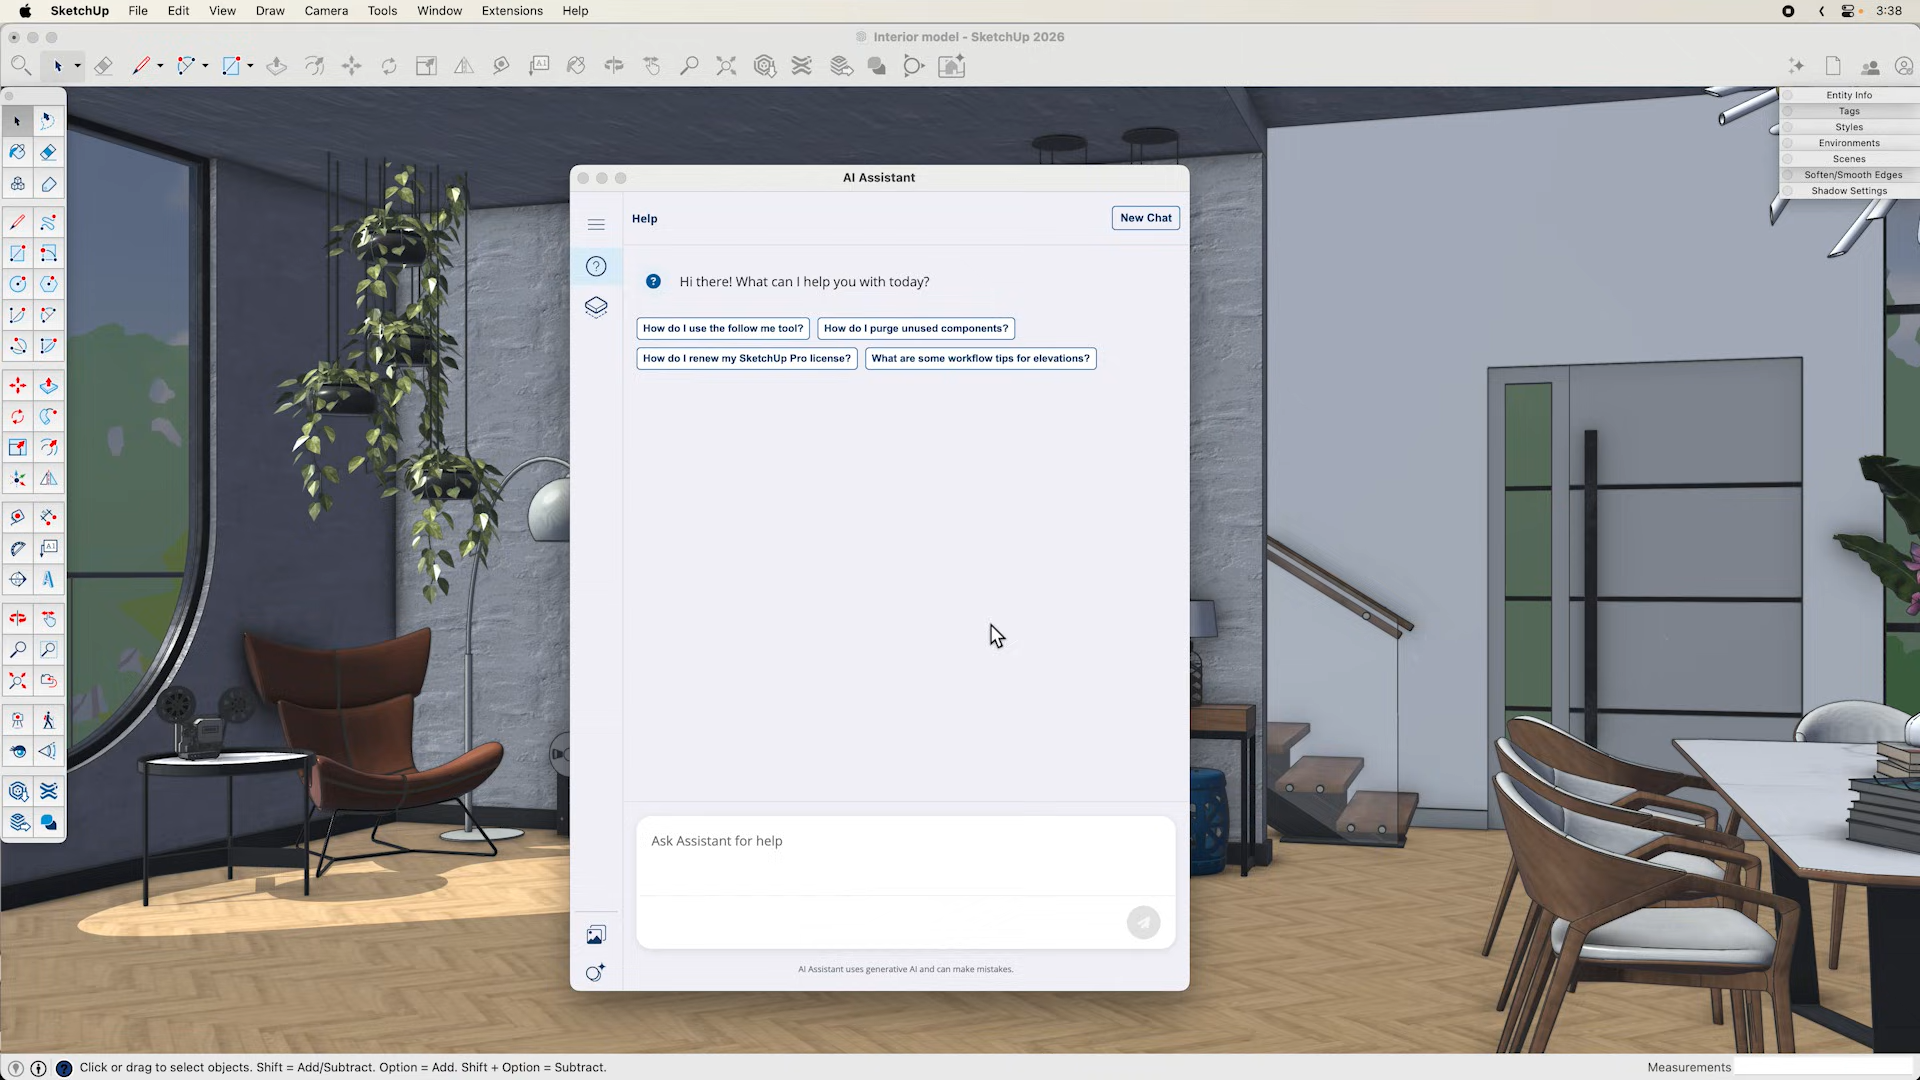 SketchUp File Edit View Draw Camera Tools Window Extensions Help 3:38
Interior model - SketchUp 2026
Entity Info
Tags
Styles
Environments
Scenes
Soften/Smooth Edges
Shadow Settings
AI Assistant
Help
New Chat
Hi there! What can I help you with today?
How do I use the follow me tool? How do I purge unused components?
How do I renew my SketchUp Pro license? What are some workflow tips for elevations?
Ask Assistant for help
AI Assistant uses generative AI and can make mistakes.
Click or drag to select objects. Shift = Add/Subtract. Option = Add. Shift + Option = Subtract.
Measurements